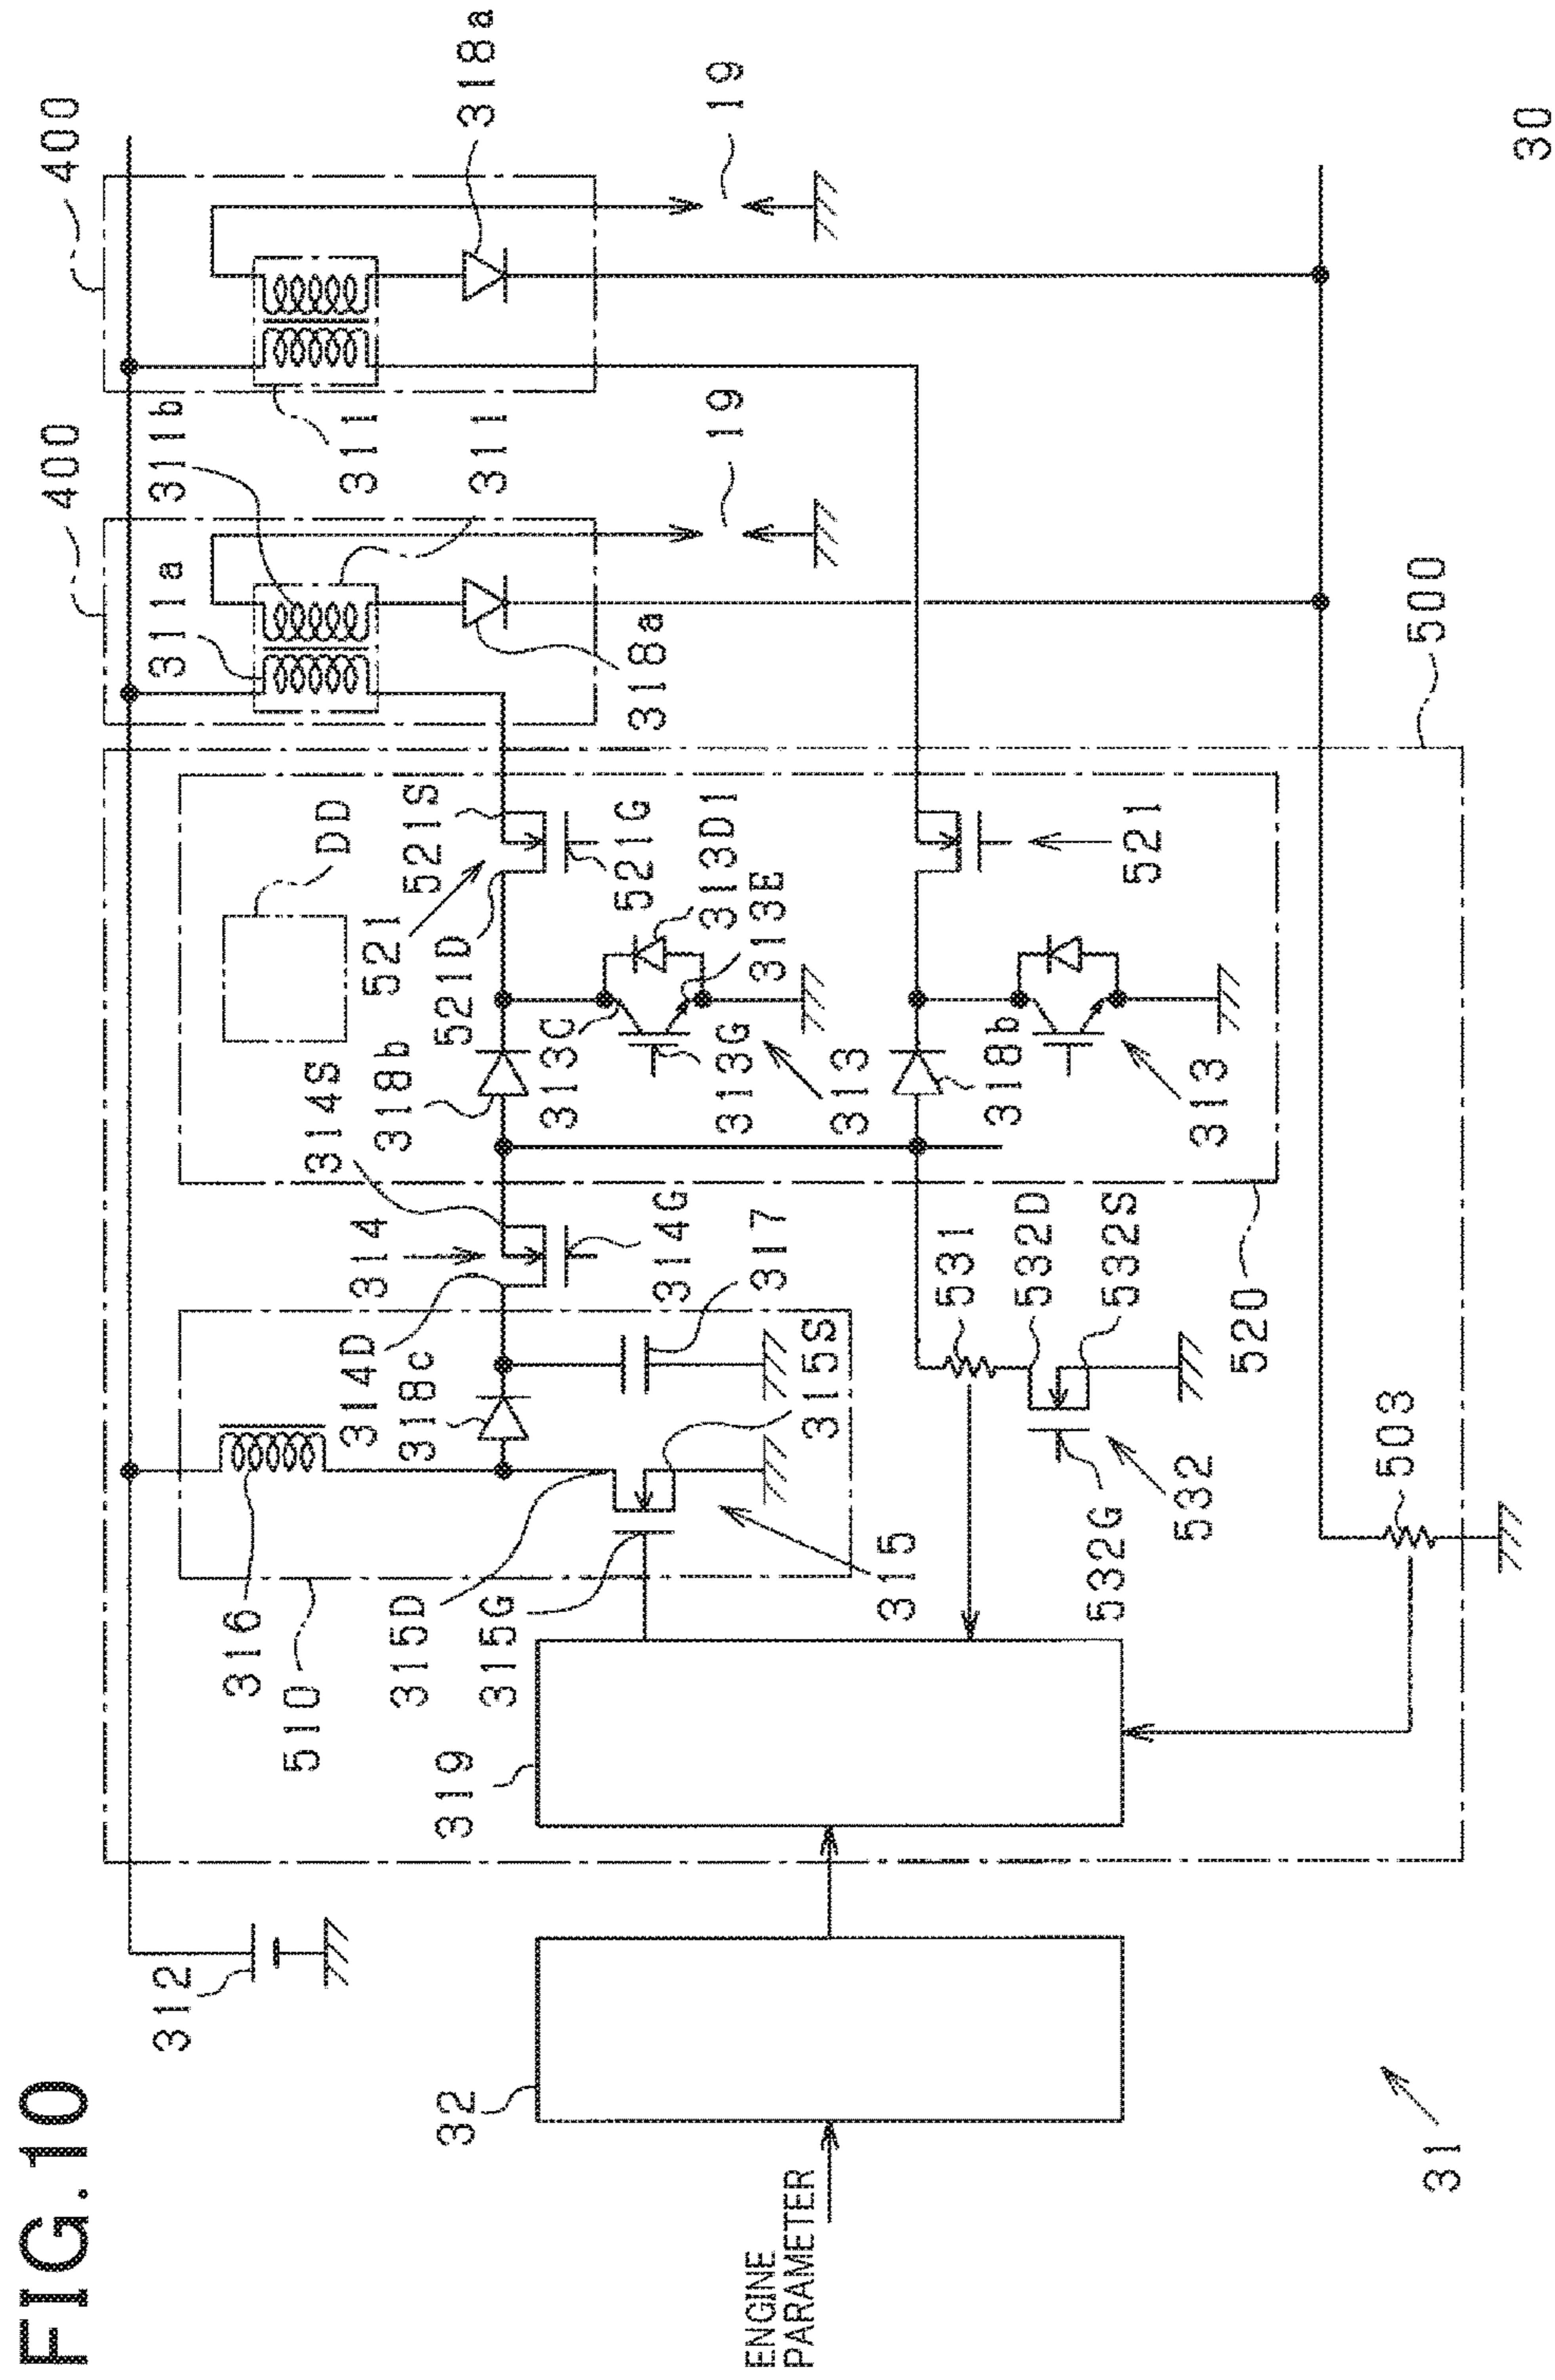 FIG.10
400
400
311a
311b
311
311
318a
318a
19
19
312
316
510
DD
314S
314
314D
318c
318b
521
521D
521S
521G
313C
313G
313D1
313E
313
314G
317
315S
315D
315G
315
319
32
ENGINE
PARAMETER
318b
313
521
531
532D
532S
532G
532
520
503
500
31
30